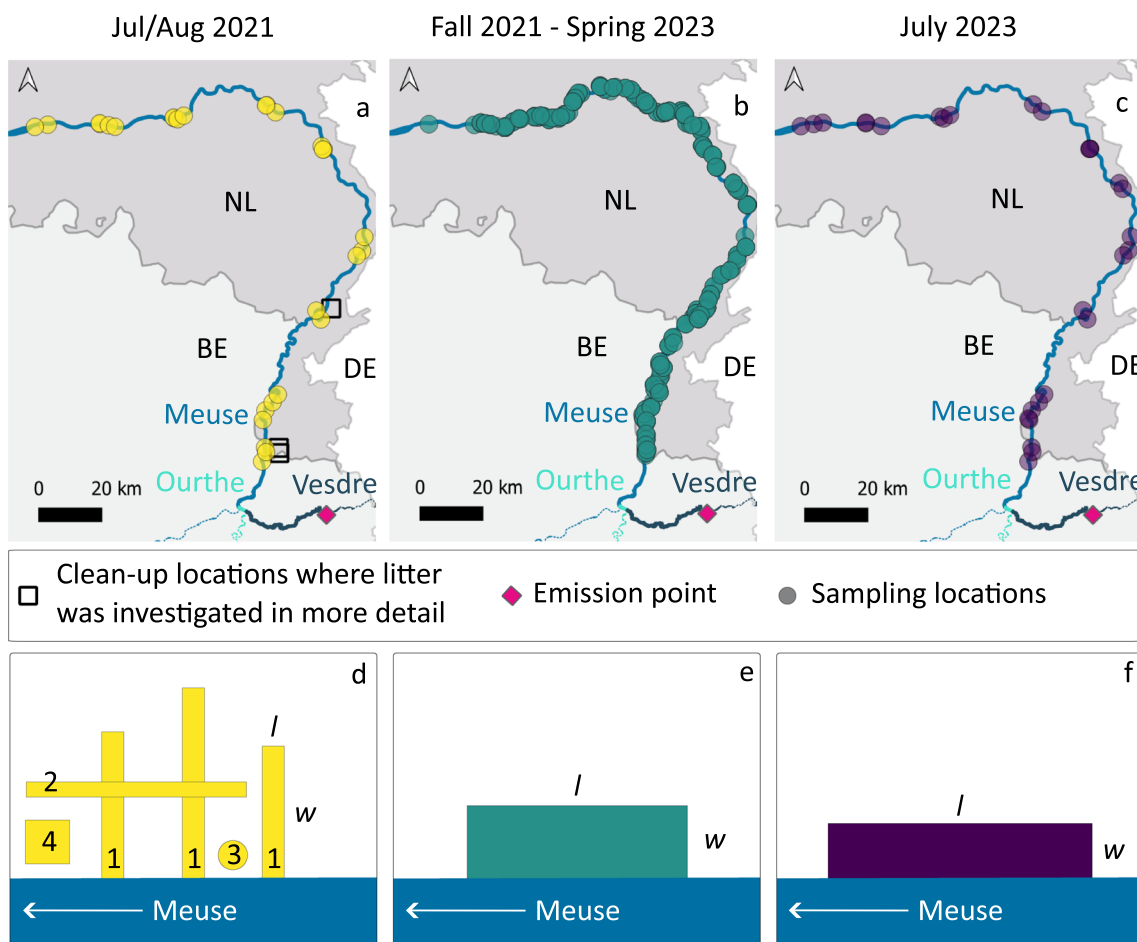 Jul/Aug 2021
Fall 2021 - Spring 2023
July 2023
a
NL
BE
DE
Meuse
Ourthe
Vesdre
0 20 km
b
NL
BE
DE
Meuse
Ourthe
Vesdre
0 20 km
c
NL
BE
DE
Meuse
Ourthe
Vesdre
0 20 km
Clean-up locations where litter
was investigated in more detail
Emission point
Sampling locations
d
l
2
w
4
1 1 3 1
Meuse
e
l
w
Meuse
f
l
w
Meuse